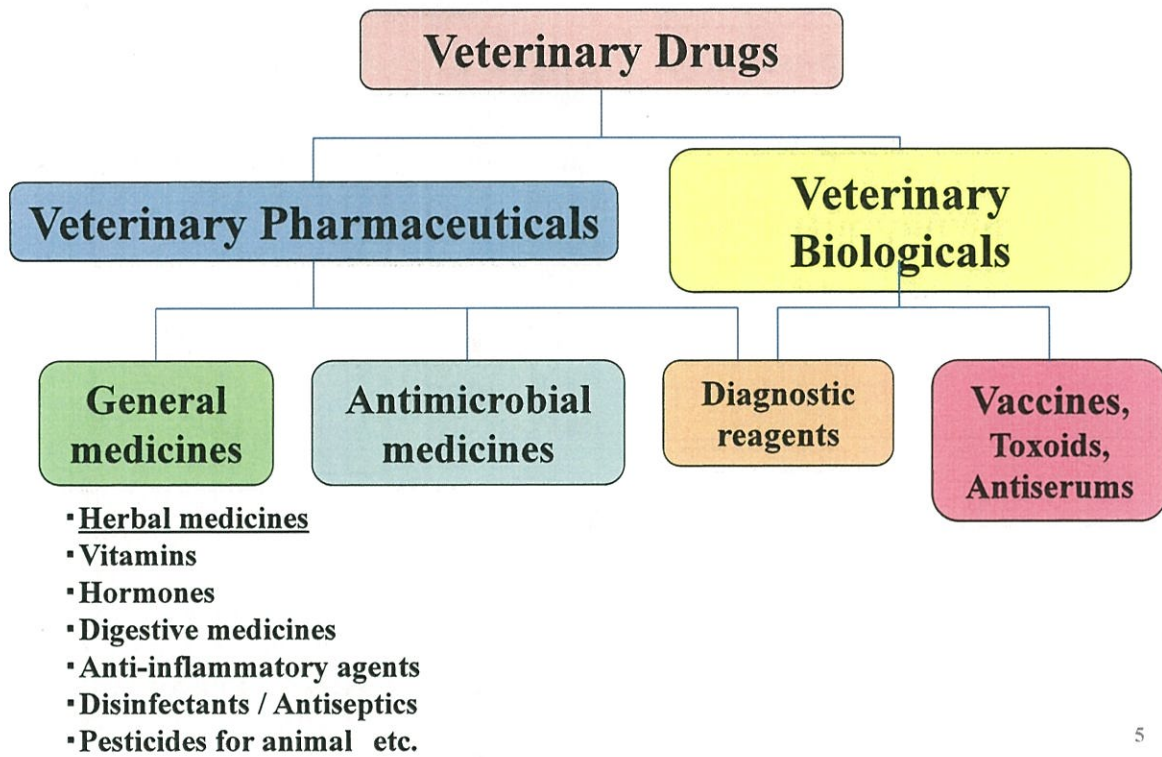 Veterinary Drugs
Veterinary Pharmaceuticals
Veterinary
Biologicals
General
medicines
Antimicrobial
medicines
Diagnostic
reagents
Vaccines,
Toxoids,
Antiserums
▪Herbal medicines
▪Vitamins
▪Hormones
▪Digestive medicines
▪Anti-inflammatory agents
▪Disinfectants / Antiseptics
▪Pesticides for animal etc.
5